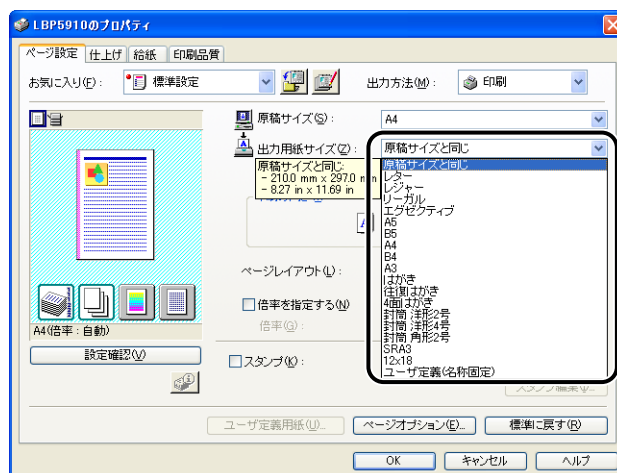 LBP5910のプロパティ
ページ設定 仕上げ 給紙 印刷品質
お気に入り(F): 標準設定 出力方法(M): 印刷
原稿サイズ(S): A4
出力用紙サイズ(Z): 原稿サイズと同じ
原稿サイズと同じ:
- 210.0 mm x 297.0 mm
- 8.27 in x 11.69 in
原稿サイズと同じ
レター
レジャー
リーガル
エグゼクティブ
A5
B5
A4
B4
A3
はがき
往復はがき
4面はがき
封筒 洋形2号
封筒 洋形4号
封筒 角形2号
SRA3
12x18
ユーザ定義(名称固定)
ページレイアウト(L):
倍率を指定する(N)
倍率(G):
A4(倍率:自動)
設定確認(V)
スタンプ(K):
スタンプ編集(P)...
ユーザ定義用紙(U)... ページオプション(E)... 標準に戻す(R)
OK キャンセル ヘルプ